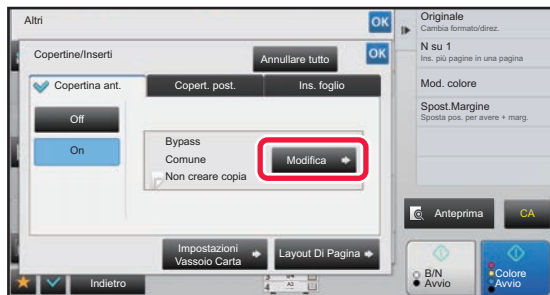 Altri
OK
Copertine/Inserti
Annullare tutto
OK
Copertina ant.
Copert. post.
Ins. foglio
Off
On
Bypass
Comune
Non creare copia
Modifica
Impostazioni
Vassoio Carta
Layout Di Pagina
Indietro
Originale
Cambia formato/direz.
N su 1
Ins. più pagine in una pagina
Mod. colore
Spost.Margine
Sposta pos. per avere + marg.
Anteprima
CA
B/N
Avvio
Colore
Avvio